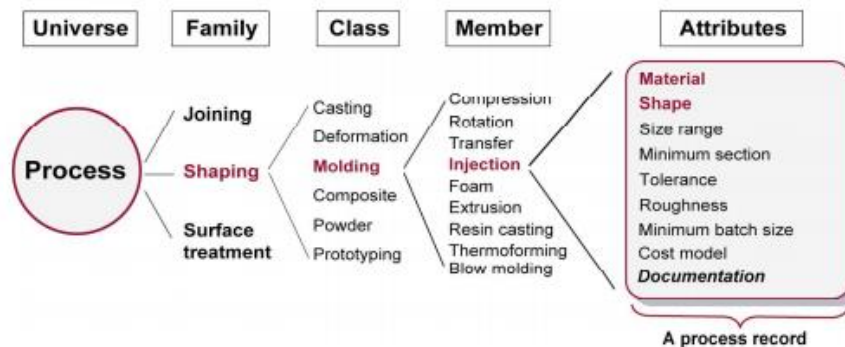 Universe Family Class Member Attributes
Process
Joining
Shaping
Surface
treatment
Casting
Deformation
Molding
Composite
Powder
Prototyping
Compression
Rotation
Transfer
Injection
Foam
Extrusion
Resin casting
Thermoforming
Blow molding
Material
Shape
Size range
Minimum section
Tolerance
Roughness
Minimum batch size
Cost model
Documentation
A process record